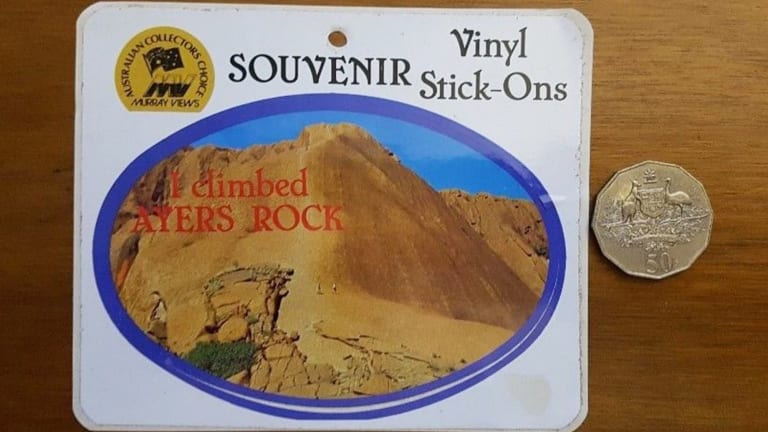 AUSTRALIAN COLLECTORS CHOICE
MV
MURRAY VIEWS
SOUVENIR
Vinyl
Stick-Ons
I climbed
AYERS ROCK
50